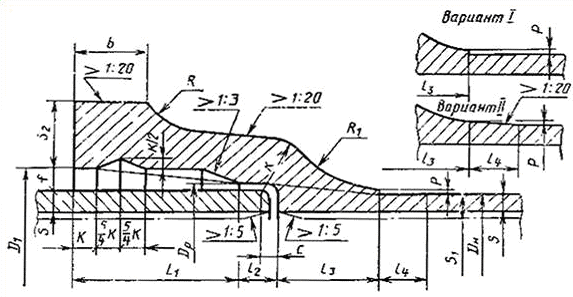 Вариант I
b
> 1:20
R
> 1:3
> 1:20
R₁
P
l₃
Вариант II
> 1:20
l₃
l₄
P
S₂
K/2
f
S
D₁
K
5/4 K
5/4 K
Dр
> 1:5
> 1:5
c
l₁
l₂
l₃
l₄
P
S₁
Dн
S